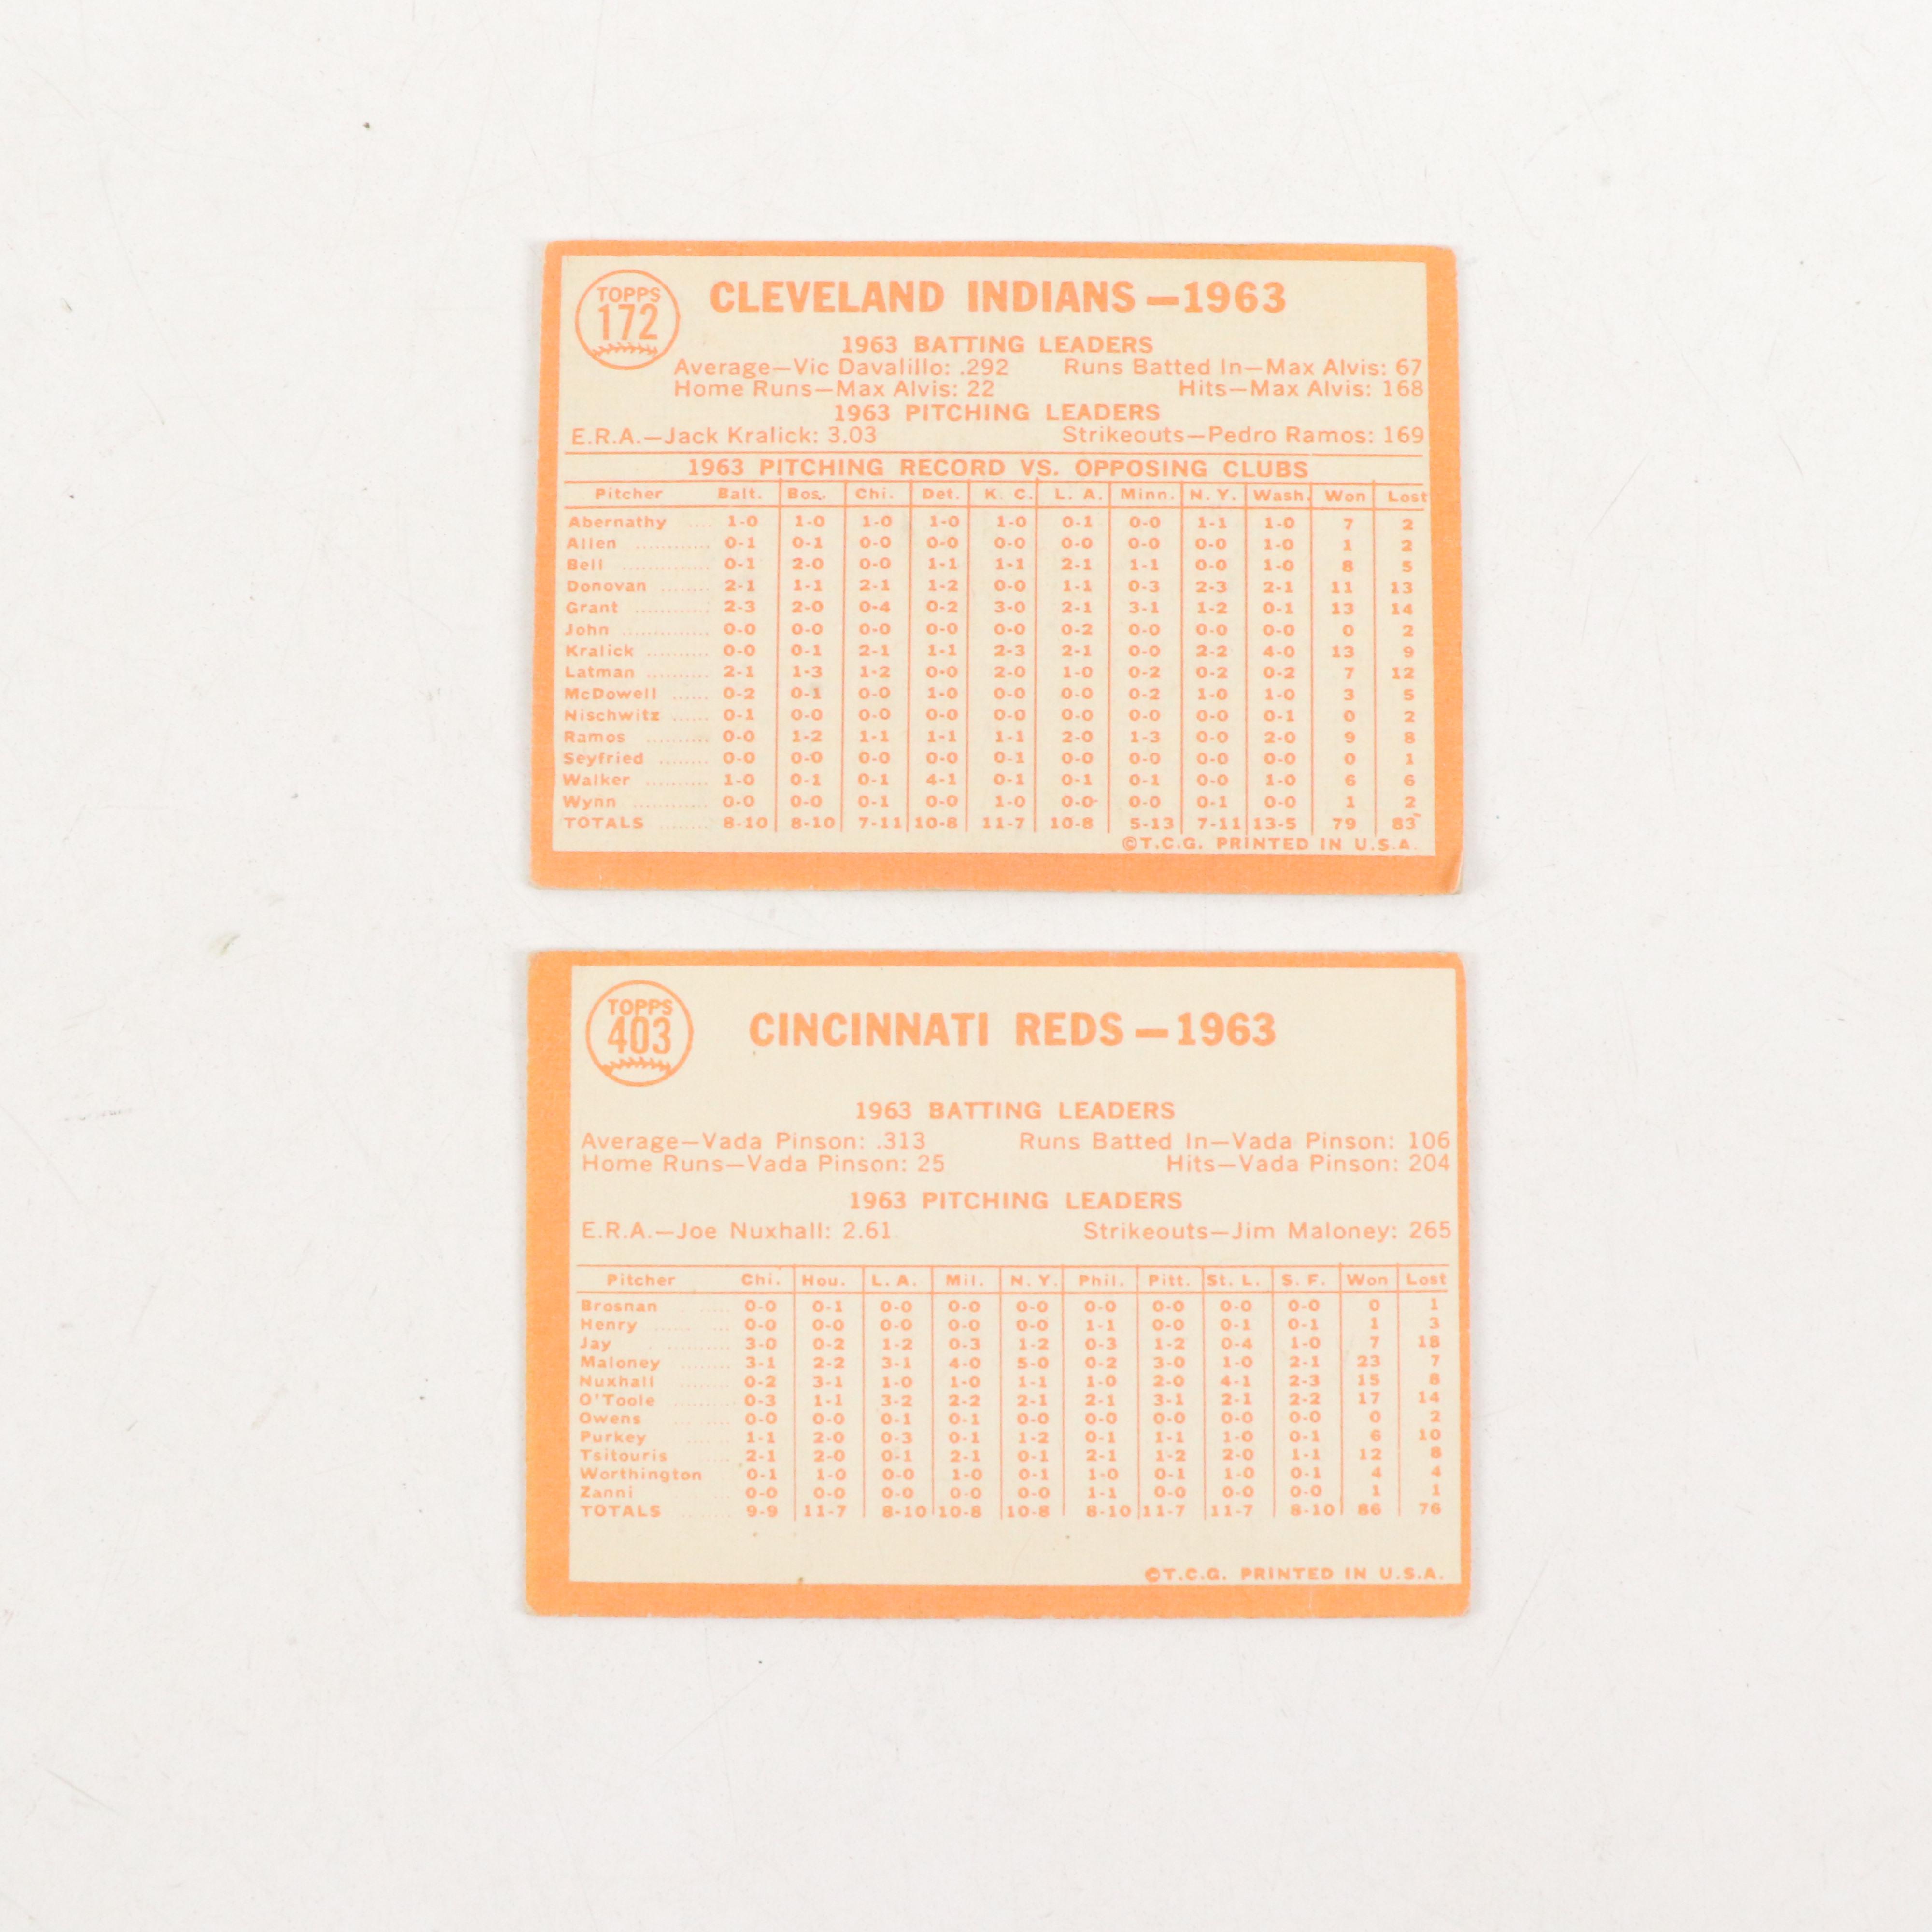 TOPPS
172
CLEVELAND INDIANS—1963
1963 BATTING LEADERS
Average—Vic Davalillo: .292 Runs Batted In—Max Alvis: 67
Home Runs—Max Alvis: 22 Hits—Max Alvis: 168
1963 PITCHING LEADERS
E.R.A.—Jack Kralick: 3.03 Strikeouts—Pedro Ramos: 169
1963 PITCHING RECORD VS. OPPOSING CLUBS
Pitcher Balt. Bos. Chi. Det. K. C. L. A. Minn. N. Y. Wash. Won Lost
Abernathy .... 1-0 1-0 1-0 1-0 1-0 0-1 0-0 1-1 1-0 7 2
Allen ............ 0-1 0-1 0-0 0-0 0-0 0-0 0-0 0-0 1-0 1 2
Bell .............. 0-1 2-0 0-0 1-1 1-1 2-1 1-1 0-0 1-0 8 5
Donovan ........ 2-1 1-1 2-1 1-2 0-0 1-1 0-3 2-3 2-1 11 13
Grant ............ 2-3 2-0 0-4 0-2 3-0 2-1 3-1 1-2 0-1 13 14
John .............. 0-0 0-0 0-0 0-0 0-0 0-2 0-0 0-0 0-0 0 2
Kralick .......... 0-0 0-1 2-1 1-1 2-3 2-1 0-0 2-2 4-0 13 9
Latman .......... 2-1 1-3 1-2 0-0 2-0 1-0 0-2 0-2 0-2 7 12
McDowell ...... 0-2 0-1 0-0 1-0 0-0 0-0 0-2 1-0 1-0 3 5
Nischwitz ...... 0-1 0-0 0-0 0-0 0-0 0-0 0-0 0-0 0-1 0 2
Ramos .......... 0-0 1-2 1-1 1-1 1-1 2-0 1-3 0-0 2-0 9 8
Seyfried ........ 0-0 0-0 0-0 0-0 0-1 0-0 0-0 0-0 0-0 0 1
Walker .......... 1-0 0-1 0-1 4-1 0-1 0-1 0-1 0-0 1-0 6 6
Wynn ............ 0-0 0-0 0-1 0-0 1-0 0-0 0-0 0-1 0-0 1 2
TOTALS ........ 8-10 8-10 7-11 10-8 11-7 10-8 5-13 7-11 13-5 79 83
©T.C.G. PRINTED IN U.S.A.
TOPPS
403
CINCINNATI REDS—1963
1963 BATTING LEADERS
Average—Vada Pinson: .313 Runs Batted In—Vada Pinson: 106
Home Runs—Vada Pinson: 25 Hits—Vada Pinson: 204
1963 PITCHING LEADERS
E.R.A.—Joe Nuxhall: 2.61 Strikeouts—Jim Maloney: 265
Pitcher Chi. Hou. L. A. Mil. N. Y. Phil. Pitt. St. L. S. F. Won Lost
Brosnan ..... 0-0 0-1 0-0 0-0 0-0 0-0 0-0 0-0 0-0 0 1
Henry ...... ... 0-0 0-0 0-0 0-0 0-0 1-1 0-0 0-1 0-1 1 3
Jay .......... 3-0 0-2 1-2 0-3 1-2 0-3 1-2 0-4 1-0 7 18
Maloney ........ 3-1 2-2 3-1 4-0 5-0 0-2 3-0 1-0 2-1 23 7
Nuxhall ........ 0-2 3-1 1-0 1-0 1-1 1-0 2-0 4-1 2-3 15 8
O'Toole ......... 0-3 1-1 3-2 2-2 2-1 2-1 3-1 2-1 2-2 17 14
Owens ... ...... 0-0 0-0 0-1 0-1 0-0 0-0 0-0 0-0 0-0 0 2
Purkey ....... 1-1 2-0 0-3 0-1 1-2 0-1 1-1 1-0 0-1 6 10
Tsitouris .... 2-1 2-0 0-1 2-1 0-1 2-1 1-2 2-0 1-1 12 8
Worthington 0-1 1-0 0-0 1-0 0-1 1-0 0-1 1-0 0-1 4 4
Zanni ..... ... 0-0 0-0 0-0 0-0 0-0 1-1 0-0 0-0 0-0 1 1
TOTALS ........ 9-9 11-7 8-10 10-8 10-8 8-10 11-7 11-7 8-10 86 76
©T.C.G. PRINTED IN U.S.A.